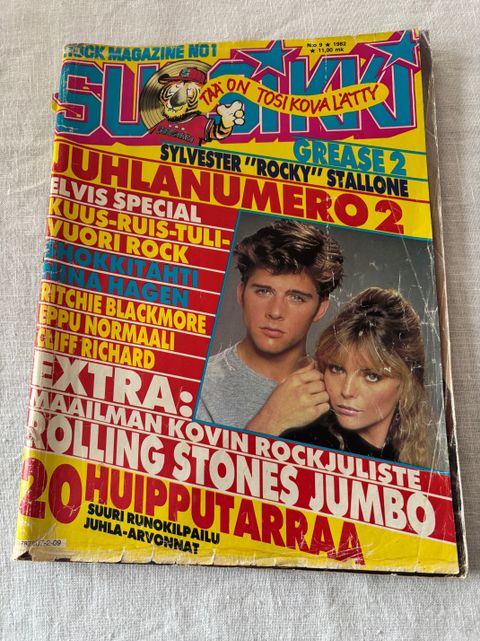 ROCK MAGAZINE NO 1
N:o 9 ★ 1982
★ 11,00 mk
SUOSIKKI
TÄÄ ON TOSI KOVA LÄTTY
GREASE 2
SYLVESTER "ROCKY" STALLONE
JUHLANUMERO 2
ELVIS SPECIAL
KUUS-RUIS-TULI-
VUORI ROCK
SHOKKITÄHTI
NINA HAGEN
RITCHIE BLACKMORE
EPPU NORMAALI
CLIFF RICHARD
EXTRA:
MAAILMAN KOVIN ROCKJULISTE
ROLLING STONES JUMBO
20 HUIPPUTARRAA
SUURI RUNOKILPAILU
JUHLA-ARVONNAT